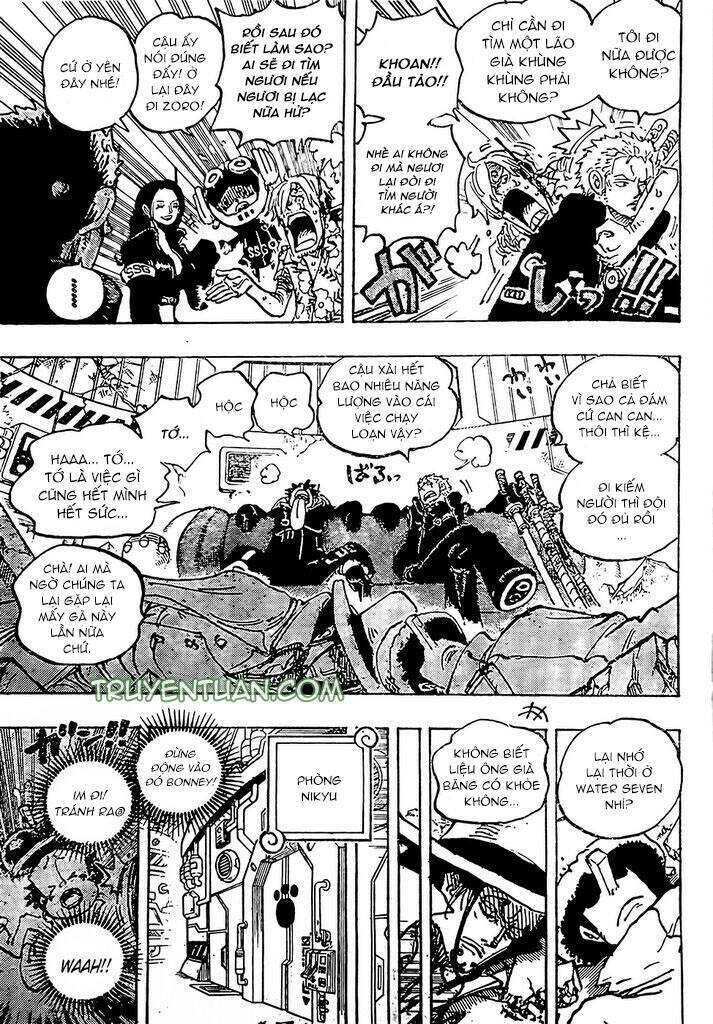 TÔI ĐI
NỮA ĐƯỢC
KHÔNG?
CHỈ CẦN ĐI
TÌM MỘT LÃO
GIÀ KHÙNG
KHÙNG PHẢI
KHÔNG?
KHOAN!!
ĐẦU TẢO!!
NHÈ AI KHÔNG
ĐI MÀ NGƯƠI
LẠI ĐÒI ĐI
TÌM NGƯỜI
KHÁC Á?!
ガ
じっ!!
RỒI SAU ĐÓ
BIẾT LÀM SAO?
AI SẼ ĐI TÌM
NGƯƠI NẾU
NGƯƠI BỊ LẠC
NỮA HỬ?
CẬU ẤY
NÓI ĐÚNG
ĐẤY! Ở
LẠI ĐÂY
ĐI ZORO!
CỨ Ở YÊN
ĐÂY NHÉ!
SSG
SSG
CHẢ BIẾT
VÌ SAO CẢ ĐÁM
CỨ CAN CAN...
THÔI THÌ KỆ...
ĐI KIẾM
NGƯỜI THÌ ĐỘI
ĐÓ ĐỦ RỒI
...
CẬU XÀI HẾT
BAO NHIÊU NĂNG
LƯỢNG VÀO CÁI
VIỆC CHẠY
LOẠN VẬY?
HỘC
HỘC
TỚ...
HAAA... TỚ...
TỚ LÀ VIỆC GÌ
CŨNG HẾT MÌNH
HẾT SỨC...
CHÀ! AI MÀ
NGỜ CHÚNG TA
LẠI GẶP LẠI
MẤY GÃ NÀY
LẦN NỮA
CHỨ.
TRUYENTUAN.COM
LẠI NHỚ
LẠI THỜI Ở
WATER SEVEN
NHỈ?
KHÔNG BIẾT
LIỆU ÔNG GIÀ
BĂNG CÓ KHỎE
KHÔNG...
PHÒNG
NIKYU
ĐỪNG
ĐỘNG VÀO
ĐÓ BONNEY!
IM ĐI!
TRÁNH RA@
WAAH!!